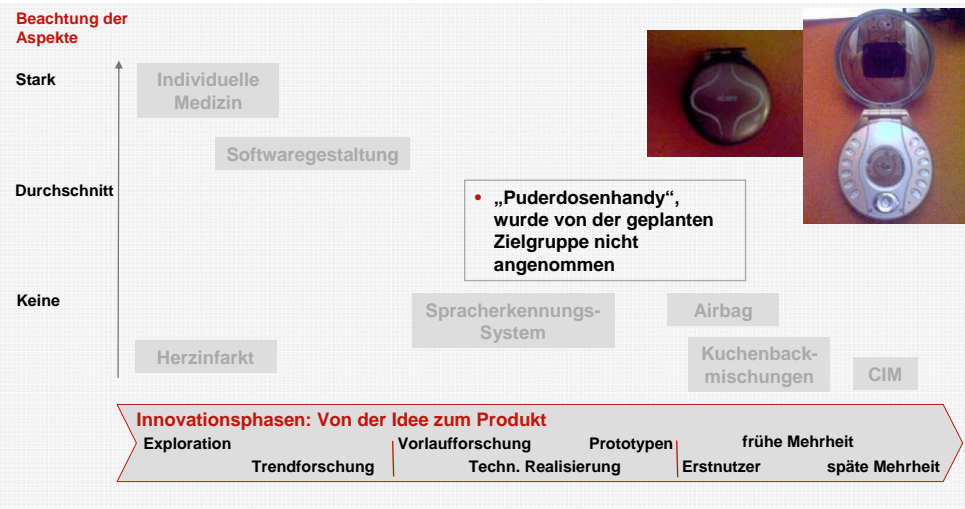 Beachtung der
Aspekte
Stark
Individuelle
Medizin
Softwaregestaltung
Durchschnitt
• „Puderdosenhandy“,
wurde von der geplanten
Zielgruppe nicht
angenommen
Keine
Spracherkennungs-
System
Airbag
Herzinfarkt
Kuchenback-
mischungen
CIM
Innovationsphasen: Von der Idee zum Produkt
Exploration
Vorlaufforschung
Prototypen
frühe Mehrheit
Trendforschung
Techn. Realisierung
Erstnutzer
späte Mehrheit